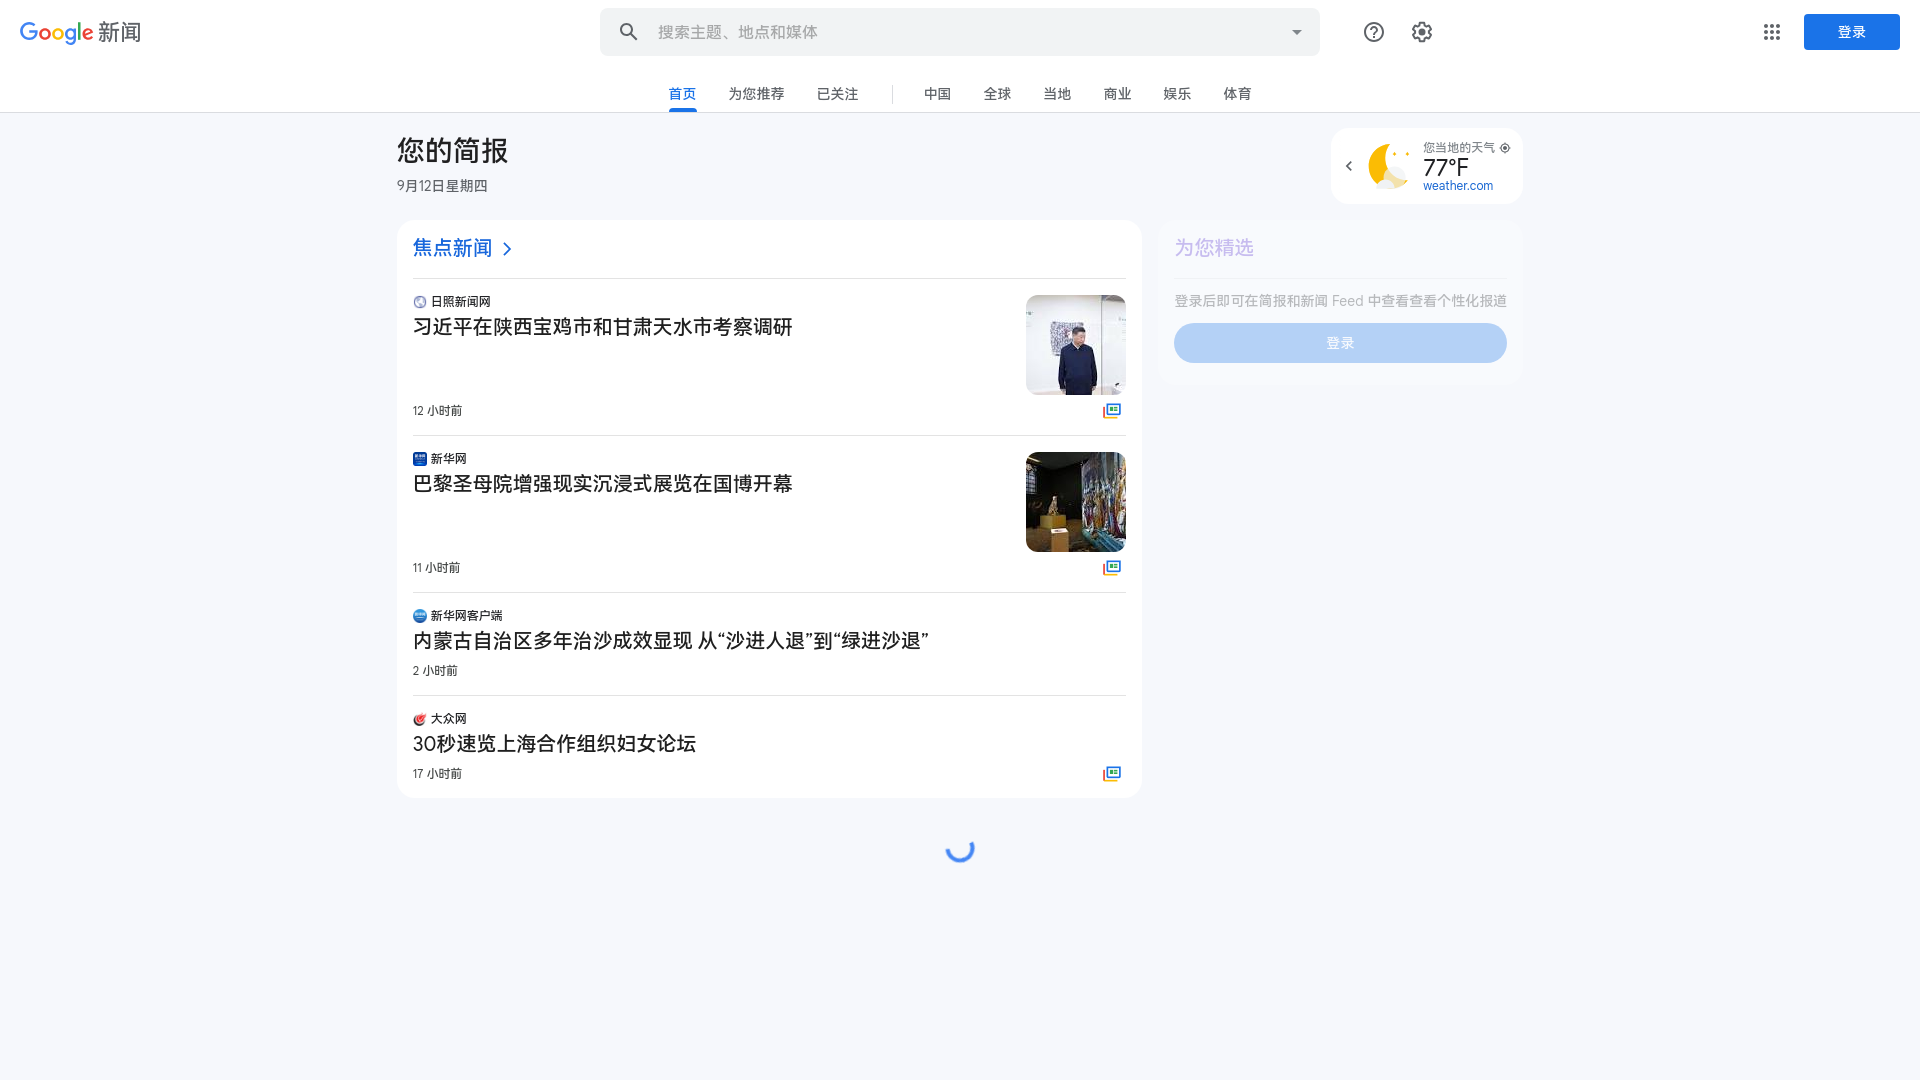 Google 新闻
搜索主题、地点和媒体
登录
首页
为您推荐
已关注
中国
全球
当地
商业
娱乐
体育
您的简报
9月12日星期四
您当地的天气
77°F
weather.com
焦点新闻
日照新闻网
习近平在陕西宝鸡市和甘肃天水市考察调研
12 小时前
新华网
巴黎圣母院增强现实沉浸式展览在国博开幕
11 小时前
新华网客户端
内蒙古自治区多年治沙成效显现 从“沙进人退”到“绿进沙退”
2 小时前
大众网
30秒速览上海合作组织妇女论坛
17 小时前
为您精选
登录后即可在简报和新闻 Feed 中查看查看个性化报道
登录